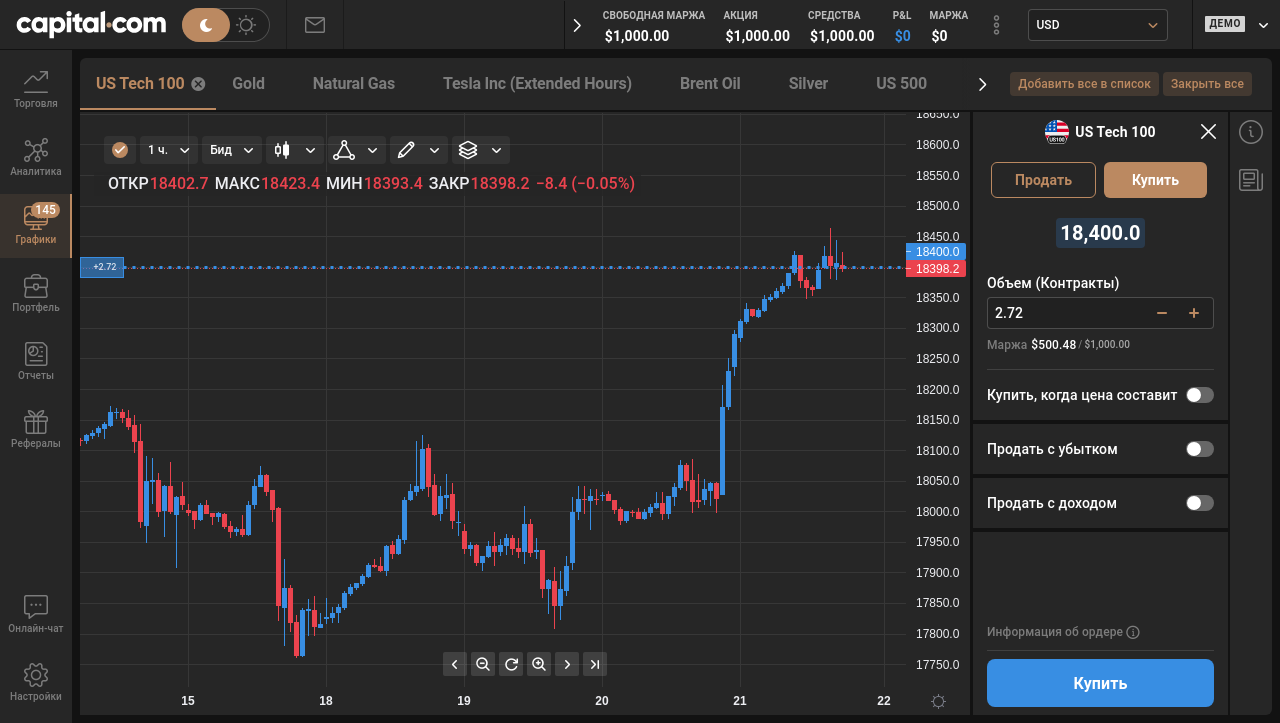 capital.com
СВОБОДНАЯ МАРЖА
$1,000.00
АКЦИЯ
$1,000.00
СРЕДСТВА
$1,000.00
P&L
$0
МАРЖА
$0
USD
ДЕМО
Торговля
Аналитика
145
Графики
Портфель
Отчеты
Рефералы
Онлайн-чат
Настройки
US Tech 100
Gold
Natural Gas
Tesla Inc (Extended Hours)
Brent Oil
Silver
US 500
Добавить все в список
Закрыть все
1 ч.
Бид
ОТКР18402.7 МАКС18423.4 МИН18393.4 ЗАКР18398.2 −8.4 (−0.05%)
+2.72
18650.0
18600.0
18550.0
18500.0
18450.0
18400.0
18398.2
18350.0
18300.0
18250.0
18200.0
18150.0
18100.0
18050.0
18000.0
17950.0
17900.0
17850.0
17800.0
17750.0
15
18
19
20
21
22
US100
US Tech 100
Продать
Купить
18,400.0
Объем (Контракты)
2.72
Маржа $500.48 / $1,000.00
Купить, когда цена составит
Продать с убытком
Продать с доходом
Информация об ордере
Купить